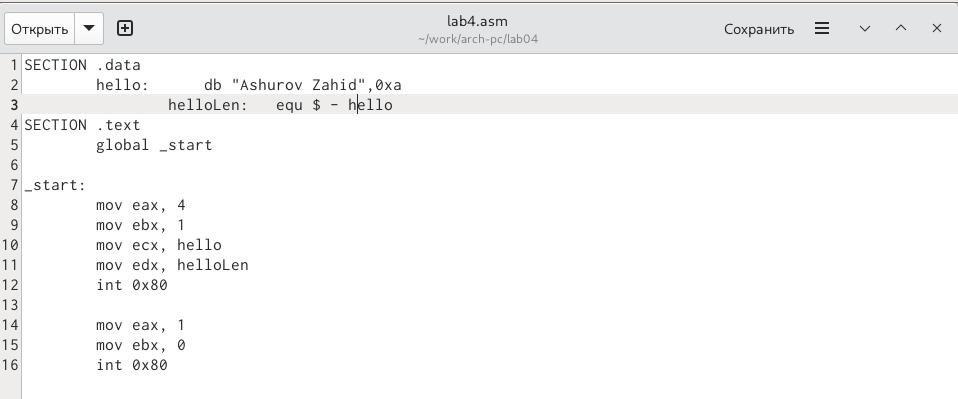 Открыть
lab4.asm
~/work/arch-pc/lab04
Сохранить
1 SECTION .data
2 hello: db "Ashurov Zahid",0xa
3 helloLen: equ $ - hello
4 SECTION .text
5 global _start
6
7 _start:
8 mov eax, 4
9 mov ebx, 1
10 mov ecx, hello
11 mov edx, helloLen
12 int 0x80
13
14 mov eax, 1
15 mov ebx, 0
16 int 0x80